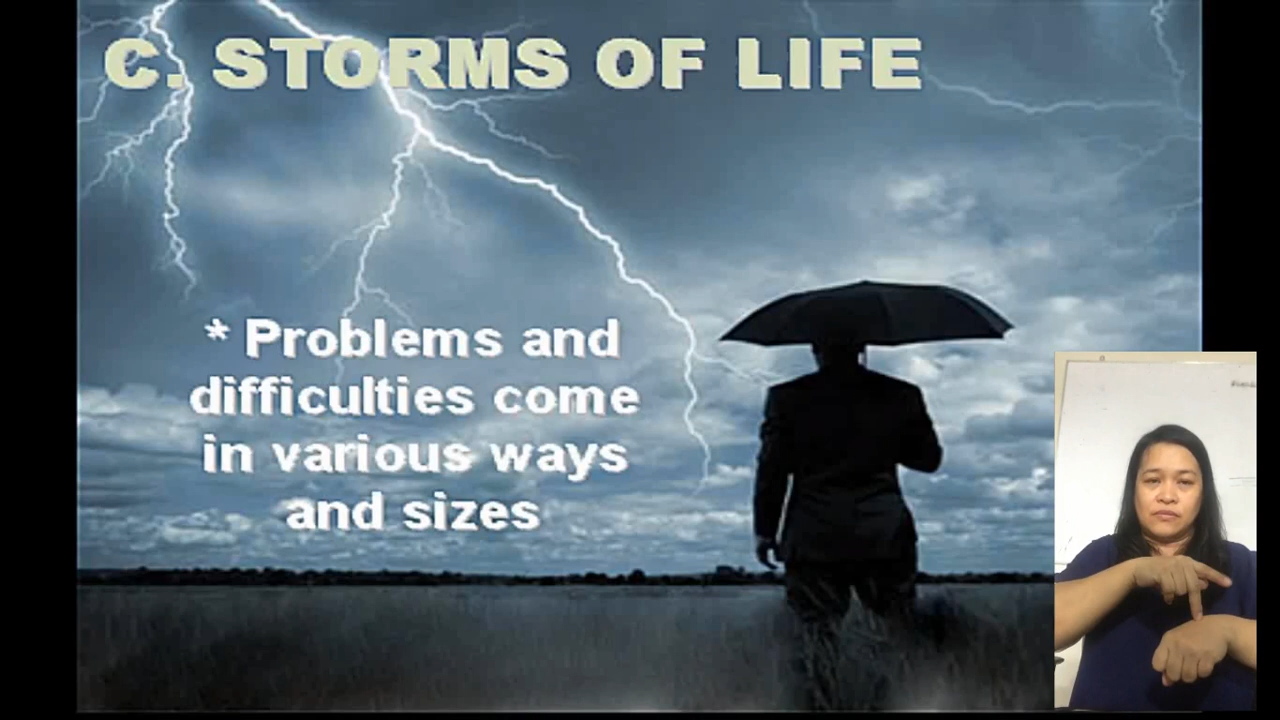 C. STORMS OF LIFE
* Problems and
difficulties come
in various ways
and sizes